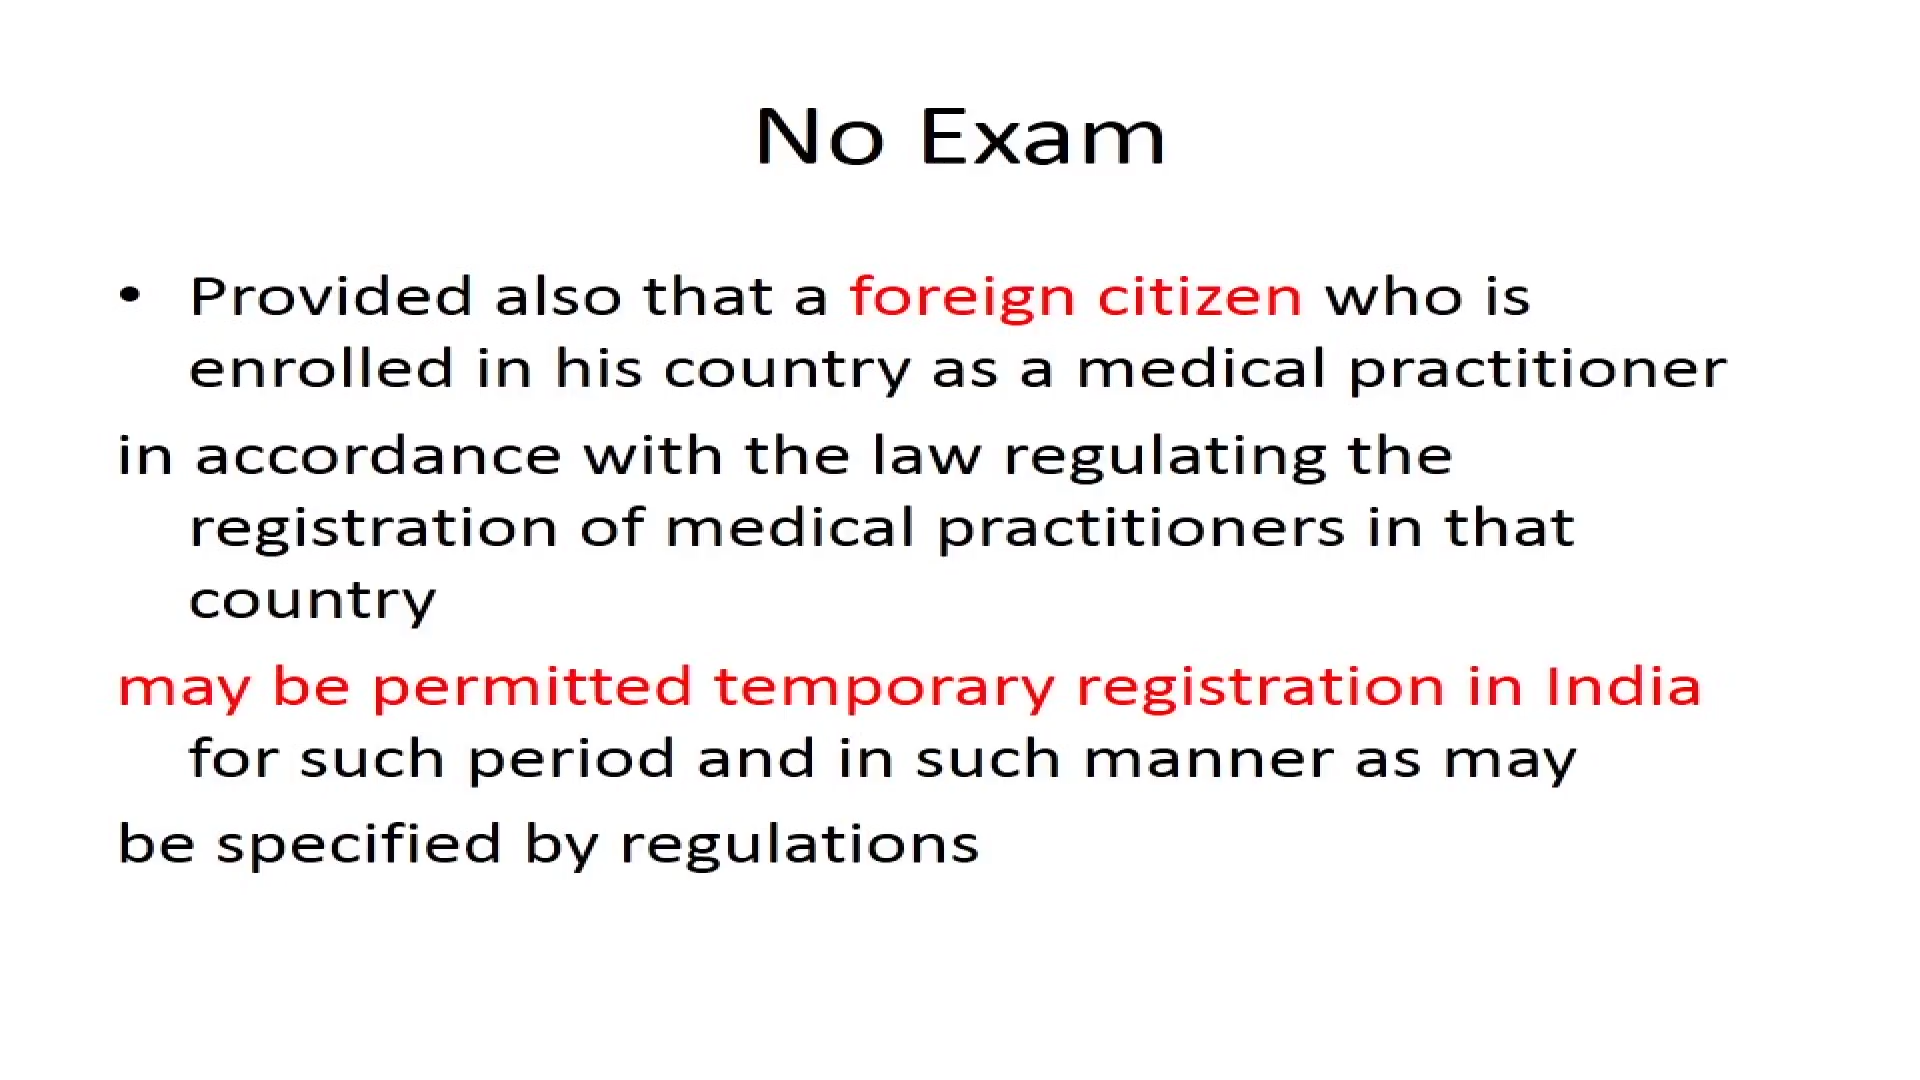 No Exam
• Provided also that a foreign citizen who is
enrolled in his country as a medical practitioner
in accordance with the law regulating the
registration of medical practitioners in that
country
may be permitted temporary registration in India
for such period and in such manner as may
be specified by regulations